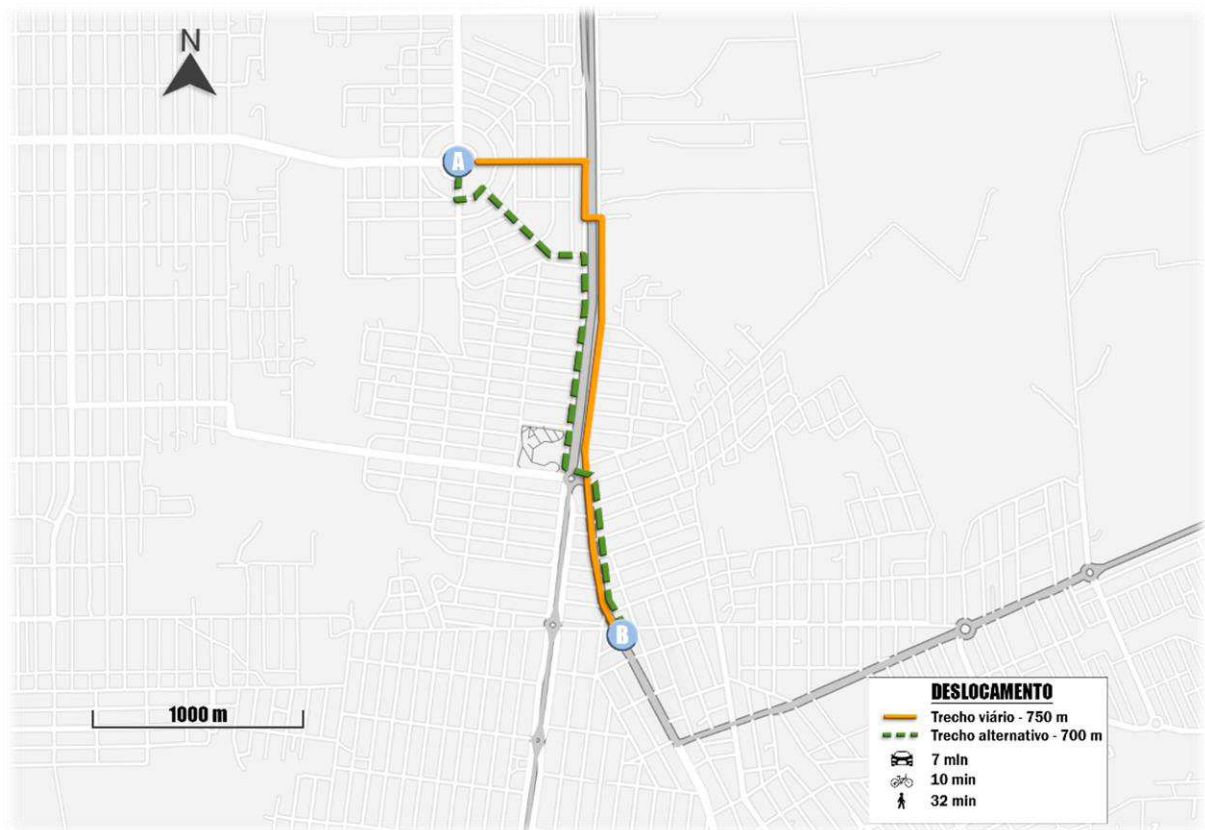 N
A
B
1000 m
DESLOCAMENTO
Trecho viário - 750 m
Trecho alternativo - 700 m
7 mln
10 min
32 min